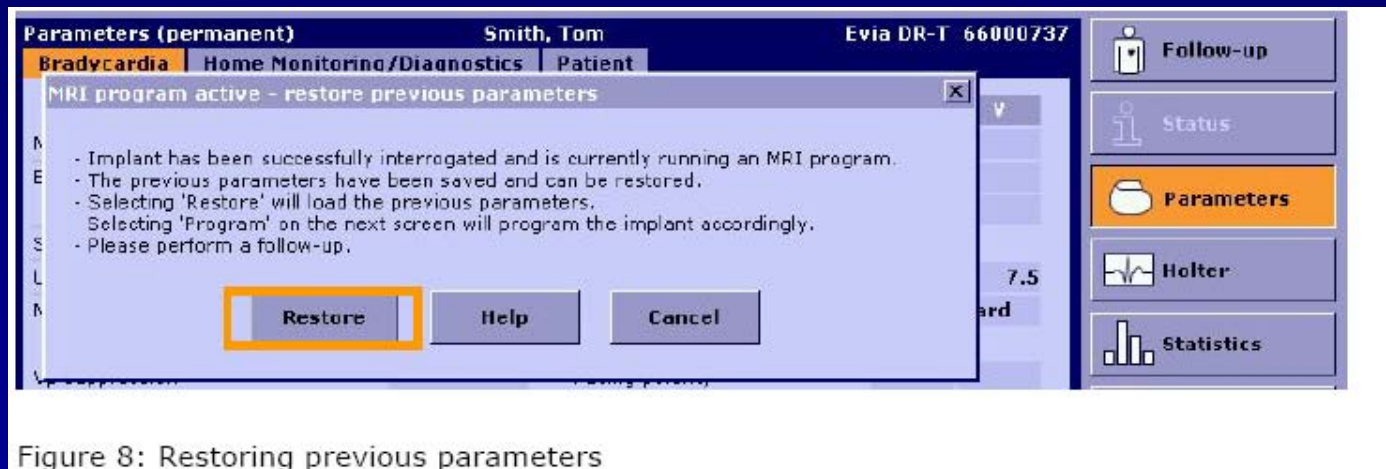 Parameters (permanent) Smith, Tom Evia DR-T 66000737
Bradycardia Home Monitoring/Diagnostics Patient
MRI program active - restore previous parameters
V
- Implant has been successfully interrogated and is currently running an MRI program.
- The previous parameters have been saved and can be restored.
- Selecting 'Restore' will load the previous parameters.
Selecting 'Program' on the next screen will program the implant accordingly.
- Please perform a follow-up.
7.5
ard
Restore Help Cancel
Follow-up
Status
Parameters
Holter
Statistics
Figure 8: Restoring previous parameters